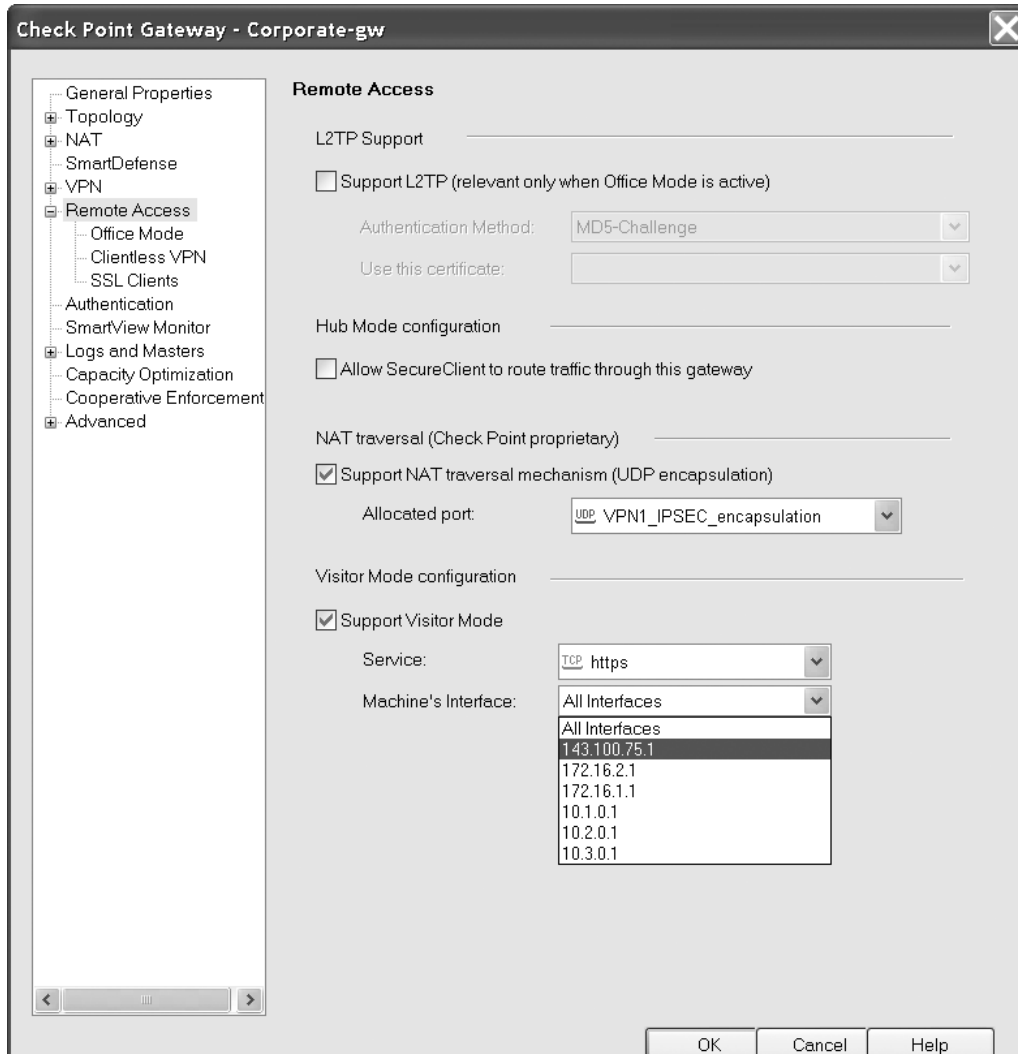 Check Point Gateway - Corporate-gw
General Properties
Topology
NAT
SmartDefense
VPN
Remote Access
Office Mode
Clientless VPN
SSL Clients
Authentication
SmartView Monitor
Logs and Masters
Capacity Optimization
Cooperative Enforcement
Advanced
Remote Access
L2TP Support
Support L2TP (relevant only when Office Mode is active)
Authentication Method: MD5-Challenge
Use this certificate:
Hub Mode configuration
Allow SecureClient to route traffic through this gateway
NAT traversal (Check Point proprietary)
Support NAT traversal mechanism (UDP encapsulation)
Allocated port: UDP VPN1_IPSEC_encapsulation
Visitor Mode configuration
Support Visitor Mode
Service: TCP https
Machine's Interface: All Interfaces
All Interfaces
143.100.75.1
172.16.2.1
172.16.1.1
10.1.0.1
10.2.0.1
10.3.0.1
OK Cancel Help